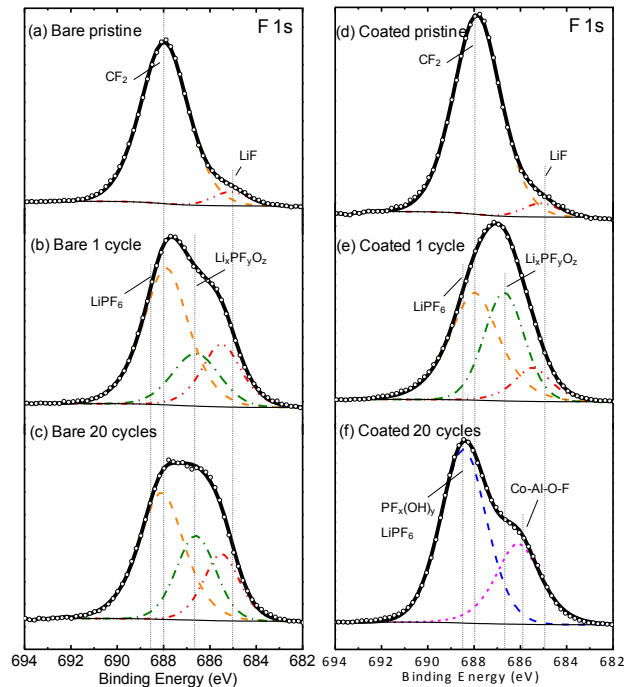 (a) Bare pristine
F 1s
CF₂
LiF
(b) Bare 1 cycle
LiₓPFᵧO_z
LiPF₆
(c) Bare 20 cycles
694 692 690 688 686 684 682
Binding Energy (eV)
(d) Coated pristine
F 1s
CF₂
LiF
(e) Coated 1 cycle
LiₓPFᵧO_z
LiPF₆
(f) Coated 20 cycles
Co-Al-O-F
PFₓ(OH)ᵧ
LiPF₆
694 692 690 688 686 684 682
Binding Energy (eV)